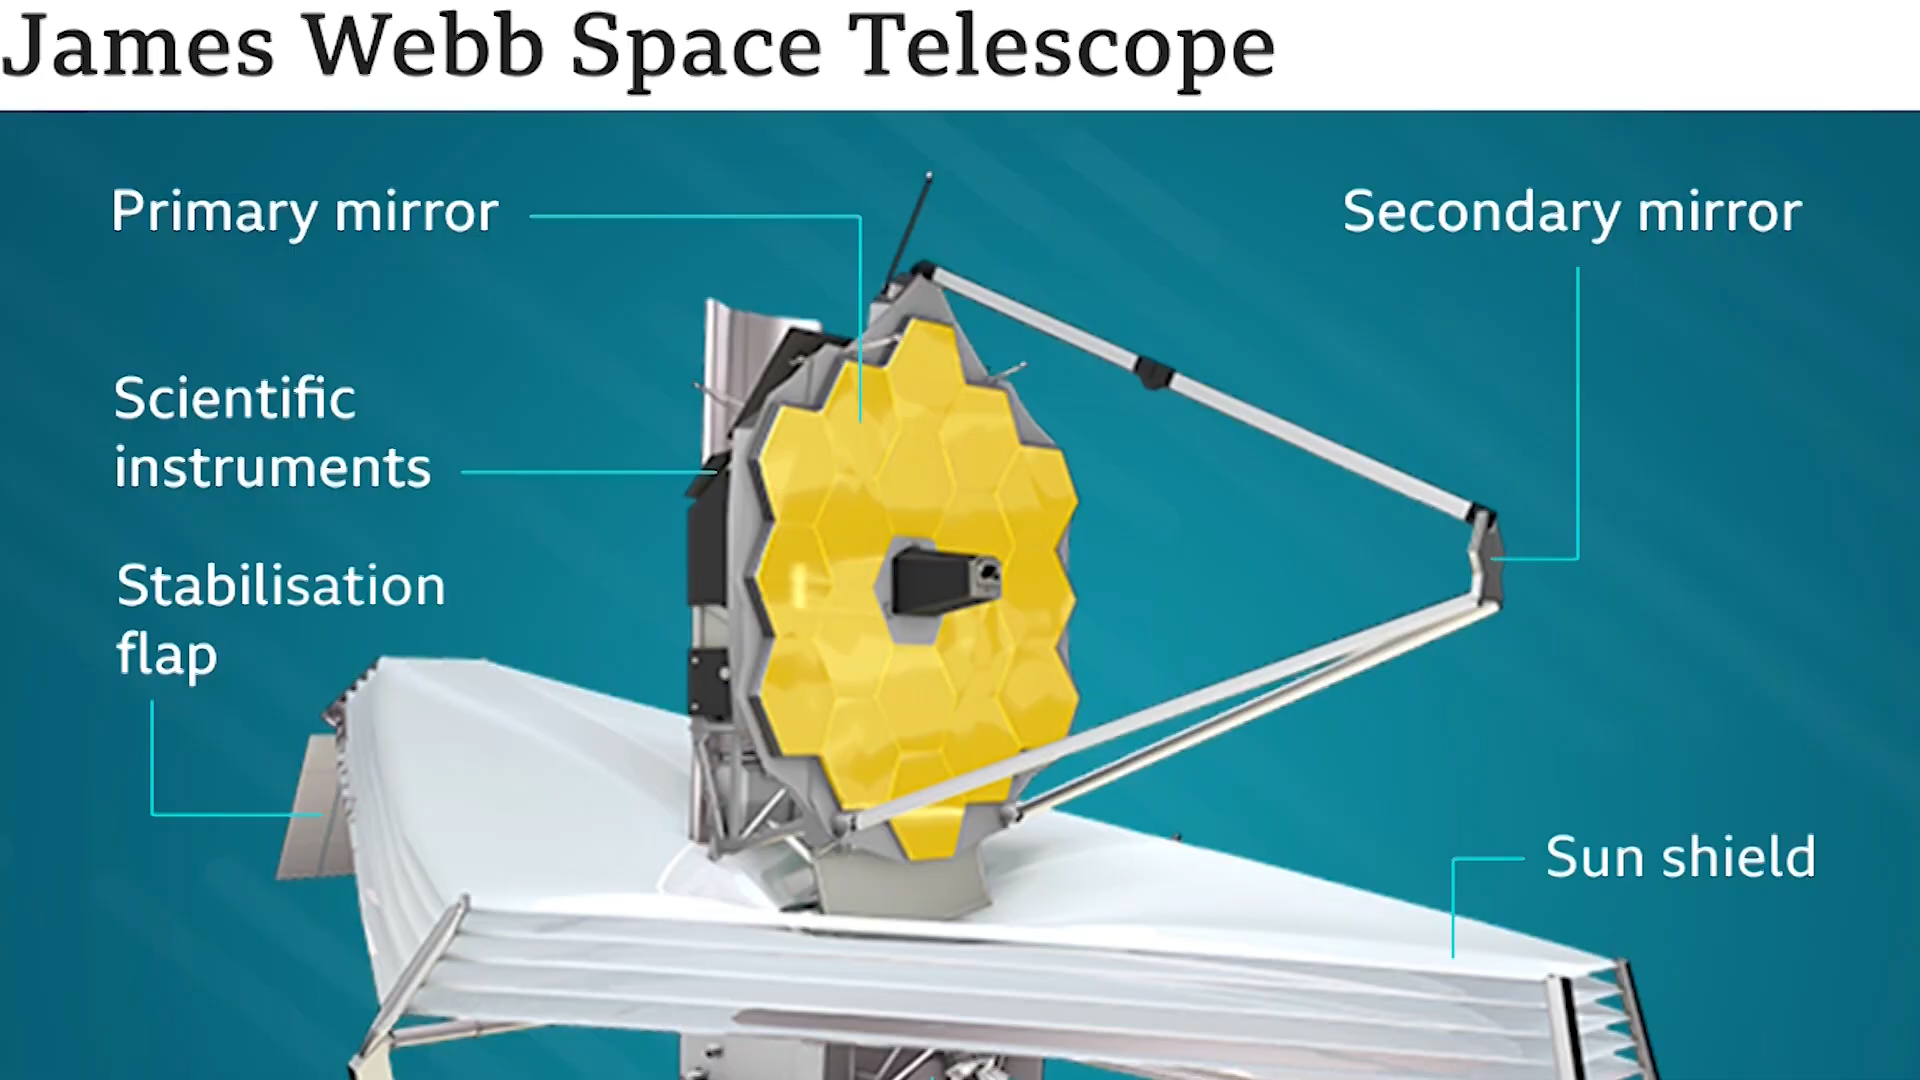 James Webb Space Telescope
Primary mirror
Secondary mirror
Scientific
instruments
Stabilisation
flap
Sun shield